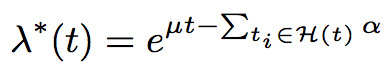 λ*(t) = e^{μt−∑_{t_i∈ℋ(t)} α}